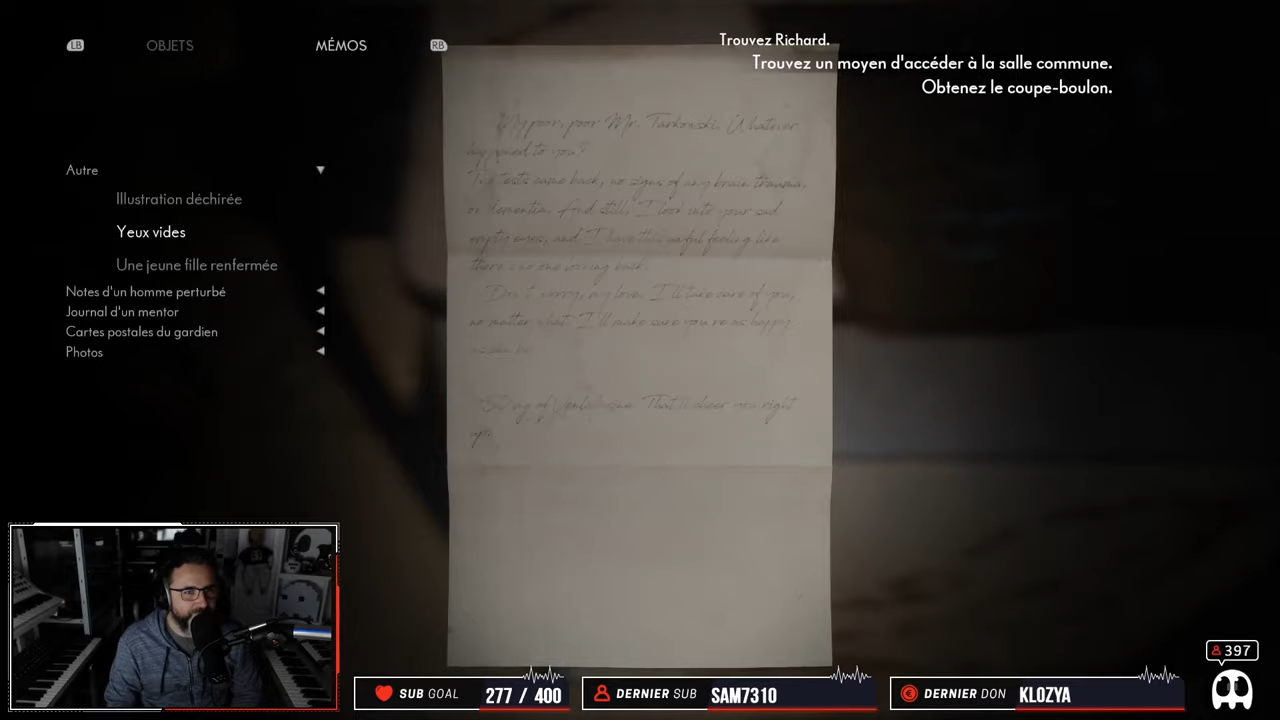 LB
OBJETS
MÉMOS
RB
Trouvez Richard.
Trouvez un moyen d'accéder à la salle commune.
Obtenez le coupe-boulon.
Autre
Illustration déchirée
Yeux vides
Une jeune fille renfermée
Notes d'un homme perturbé
Journal d'un mentor
Cartes postales du gardien
Photos
My poor, poor Mr. Tarkowski. Whatever
happened to you?
tests came back, no signs of any brain trauma,
or dementia. And still, I look into your sad
empty eyes, and I have this awful feeling like
there's no one looking back.
Don't worry, my love. I'll take care of you,
no matter what. I'll make sure you're as happy
of That'll cheer you right
up.
SUB GOAL
277 / 400
DERNIER SUB
SAM7310
DERNIER DON
KLOZYA
397